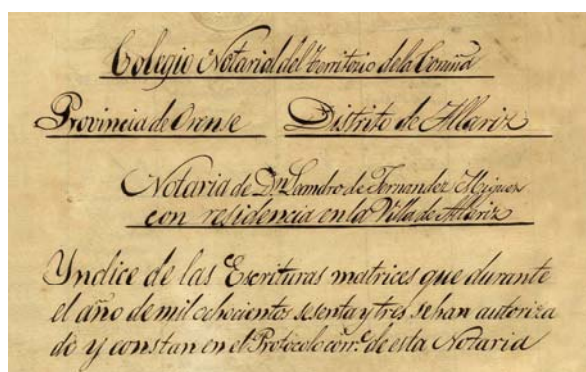 Colegio Notarial del Territorio de la Coruña
Provincia de Orense Distrito de Allariz
Notaria de Dn. Leandro de Fernandez Miguez
con residencia en la Villa de Allariz
Yndice de las Escrituras matrices que durante
el año de mil ochocientos sesenta y tres se han autoriza
do y constan en el Protocolo corr.e de esta Notaria